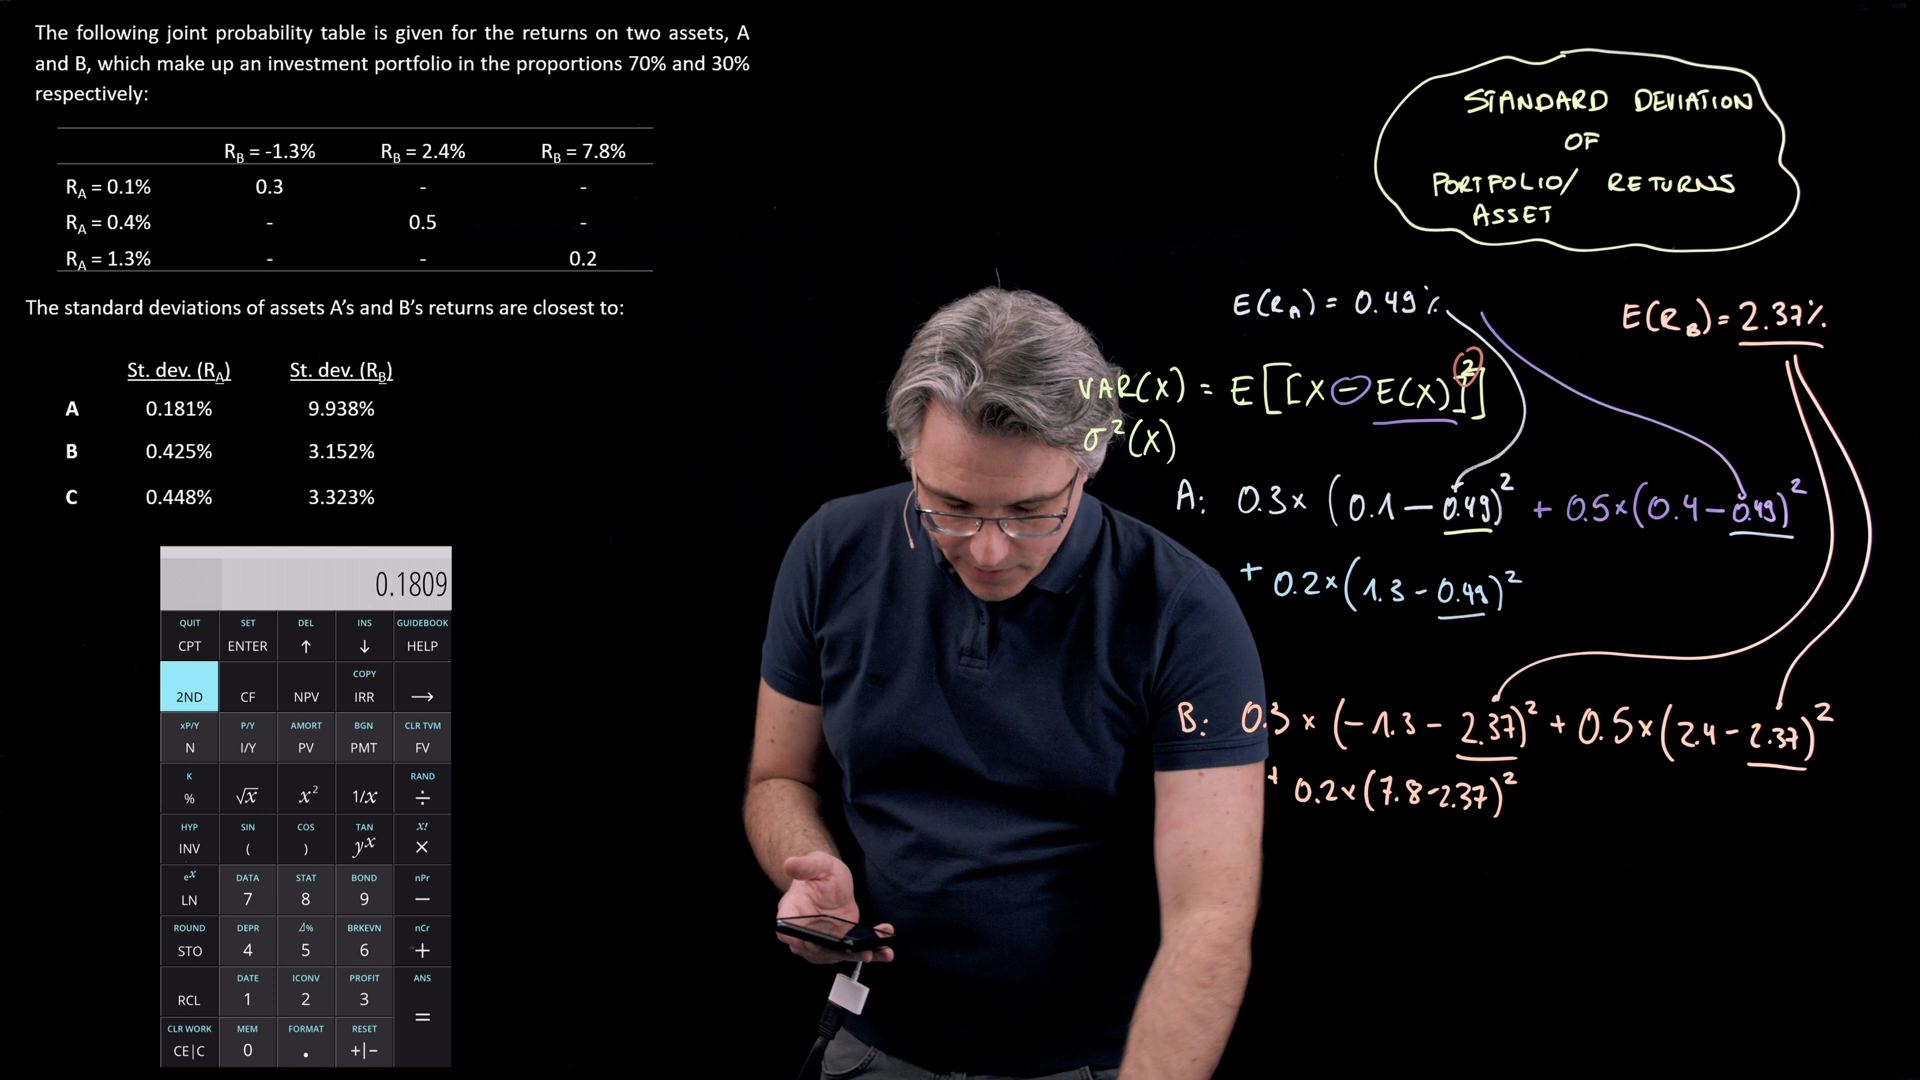 The following joint probability table is given for the returns on two assets, A
and B, which make up an investment portfolio in the proportions 70% and 30%
respectively:
R_B = -1.3% R_B = 2.4% R_B = 7.8%
R_A = 0.1% 0.3 - -
R_A = 0.4% - 0.5 -
R_A = 1.3% - - 0.2
The standard deviations of assets A's and B's returns are closest to:
St. dev. (R_A) St. dev. (R_B)
A 0.181% 9.938%
B 0.425% 3.152%
C 0.448% 3.323%
0.1809
QUIT SET DEL INS GUIDEBOOK
CPT ENTER ↑ ↓ HELP
COPY
2ND CF NPV IRR →
xP/Y P/Y AMORT BGN CLR TVM
N I/Y PV PMT FV
K RAND
% √x x² 1/x ÷
HYP SIN COS TAN x!
INV ( ) yˣ ×
eˣ DATA STAT BOND nPr
LN 7 8 9 −
ROUND DEPR Δ% BRKEVN nCr
STO 4 5 6 +
DATE ICONV PROFIT ANS
RCL 1 2 3 =
CLR WORK MEM FORMAT RESET
CE|C 0 . +|−
STANDARD DEVIATION
OF
PORTFOLIO/ RETURNS
ASSET
E(R_A) = 0.49% E(R_B) = 2.37%
VAR(X) = E[[X − E(X)]²]
σ²(X)
A: 0.3 × (0.1 − 0.49)² + 0.5 × (0.4 − 0.49)²
+ 0.2 × (1.3 − 0.49)²
B: 0.3 × (−1.3 − 2.37)² + 0.5 × (2.4 − 2.37)²
+ 0.2 × (7.8 − 2.37)²